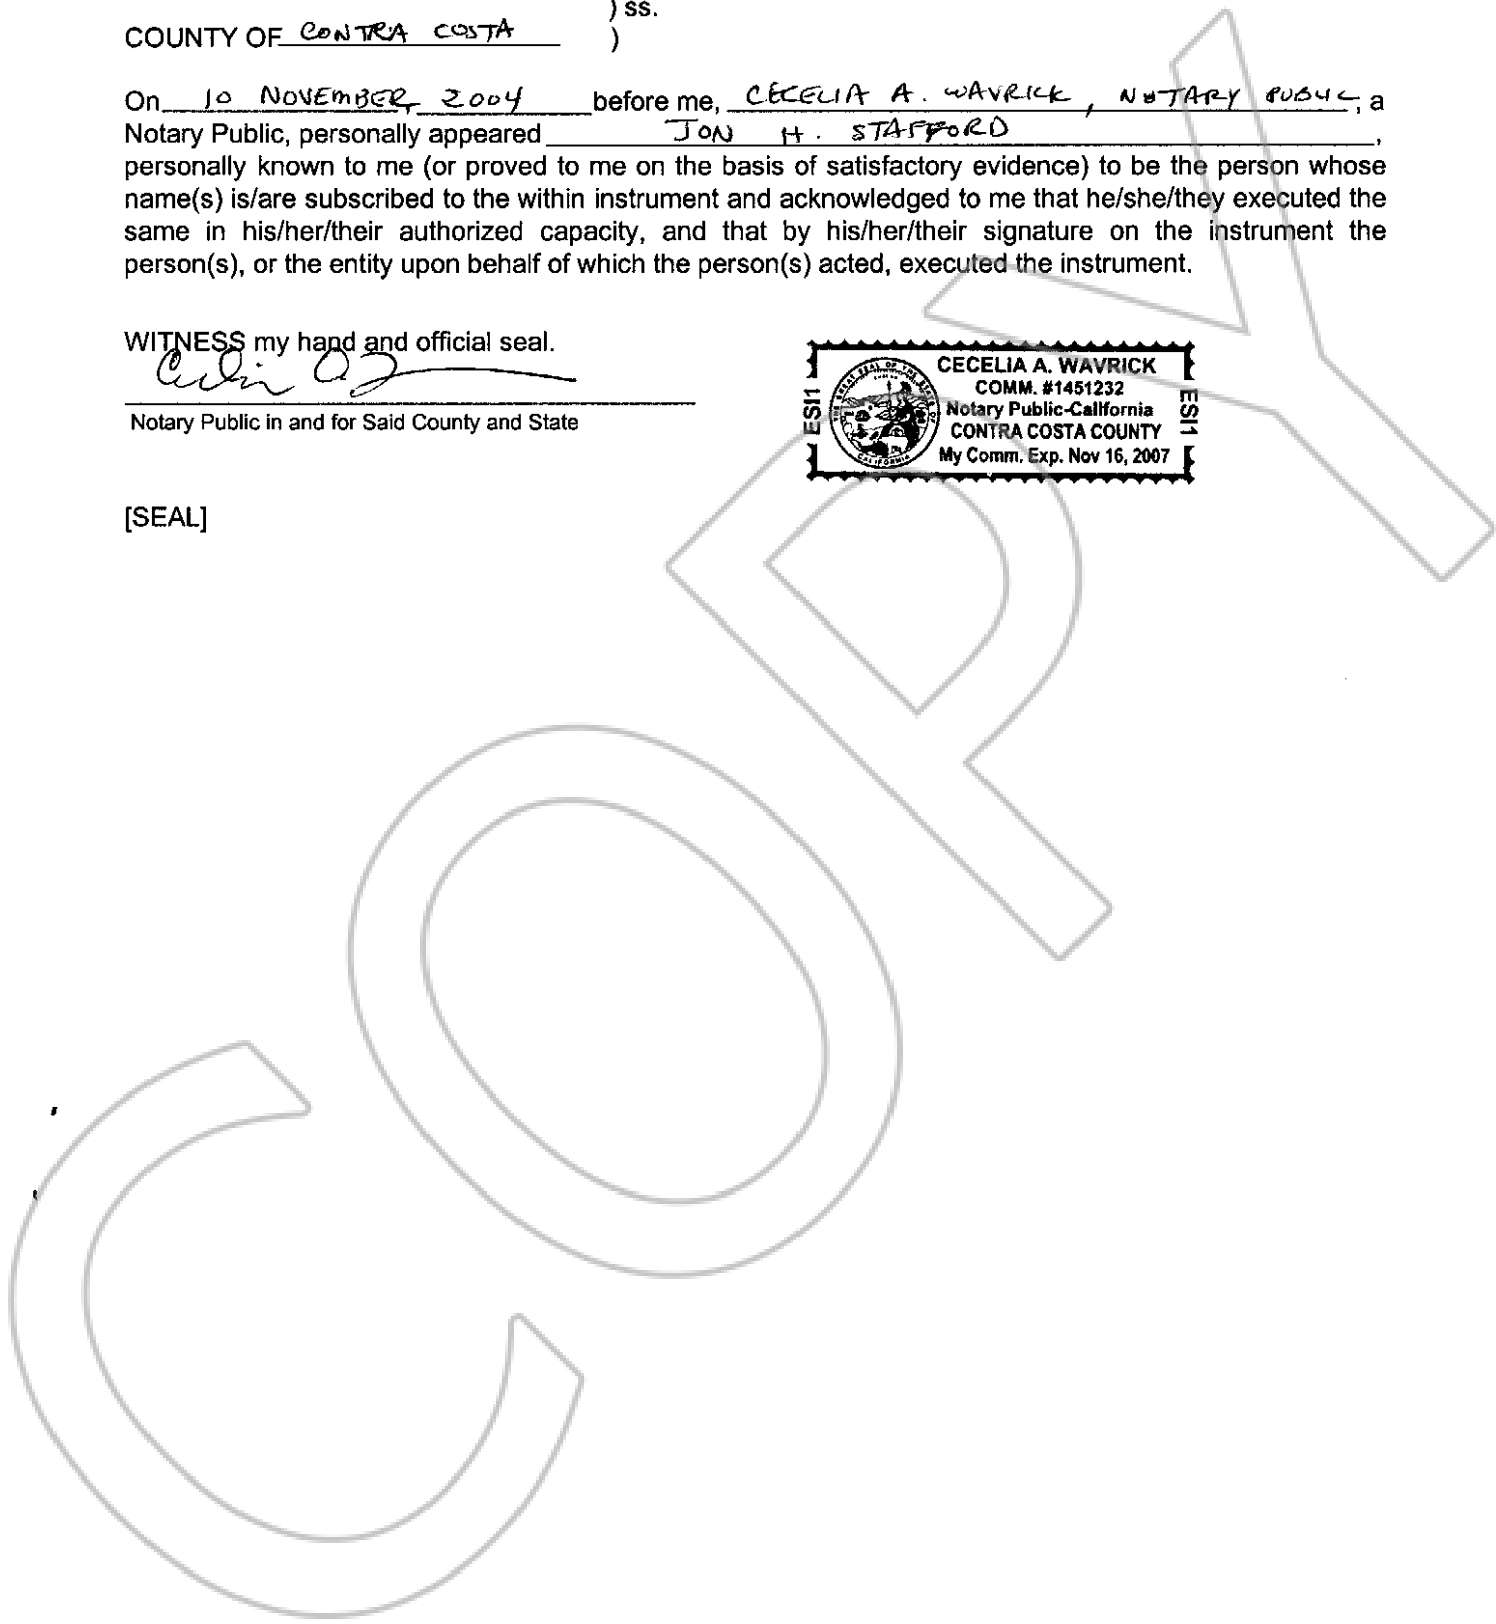 ) ss.
COUNTY OF CONTRA COSTA )
On 10 NOVEMBER, 2004 before me, CECELIA A. WAVRICK, NOTARY PUBLIC, a
Notary Public, personally appeared JON H. STAFFORD,
personally known to me (or proved to me on the basis of satisfactory evidence) to be the person whose
name(s) is/are subscribed to the within instrument and acknowledged to me that he/she/they executed the
same in his/her/their authorized capacity, and that by his/her/their signature on the instrument the
person(s), or the entity upon behalf of which the person(s) acted, executed the instrument.
WITNESS my hand and official seal.
Notary Public in and for Said County and State
ESI1
CECELIA A. WAVRICK
COMM. #1451232
Notary Public-California
CONTRA COSTA COUNTY
My Comm. Exp. Nov 16, 2007
ESI1
[SEAL]
COPY